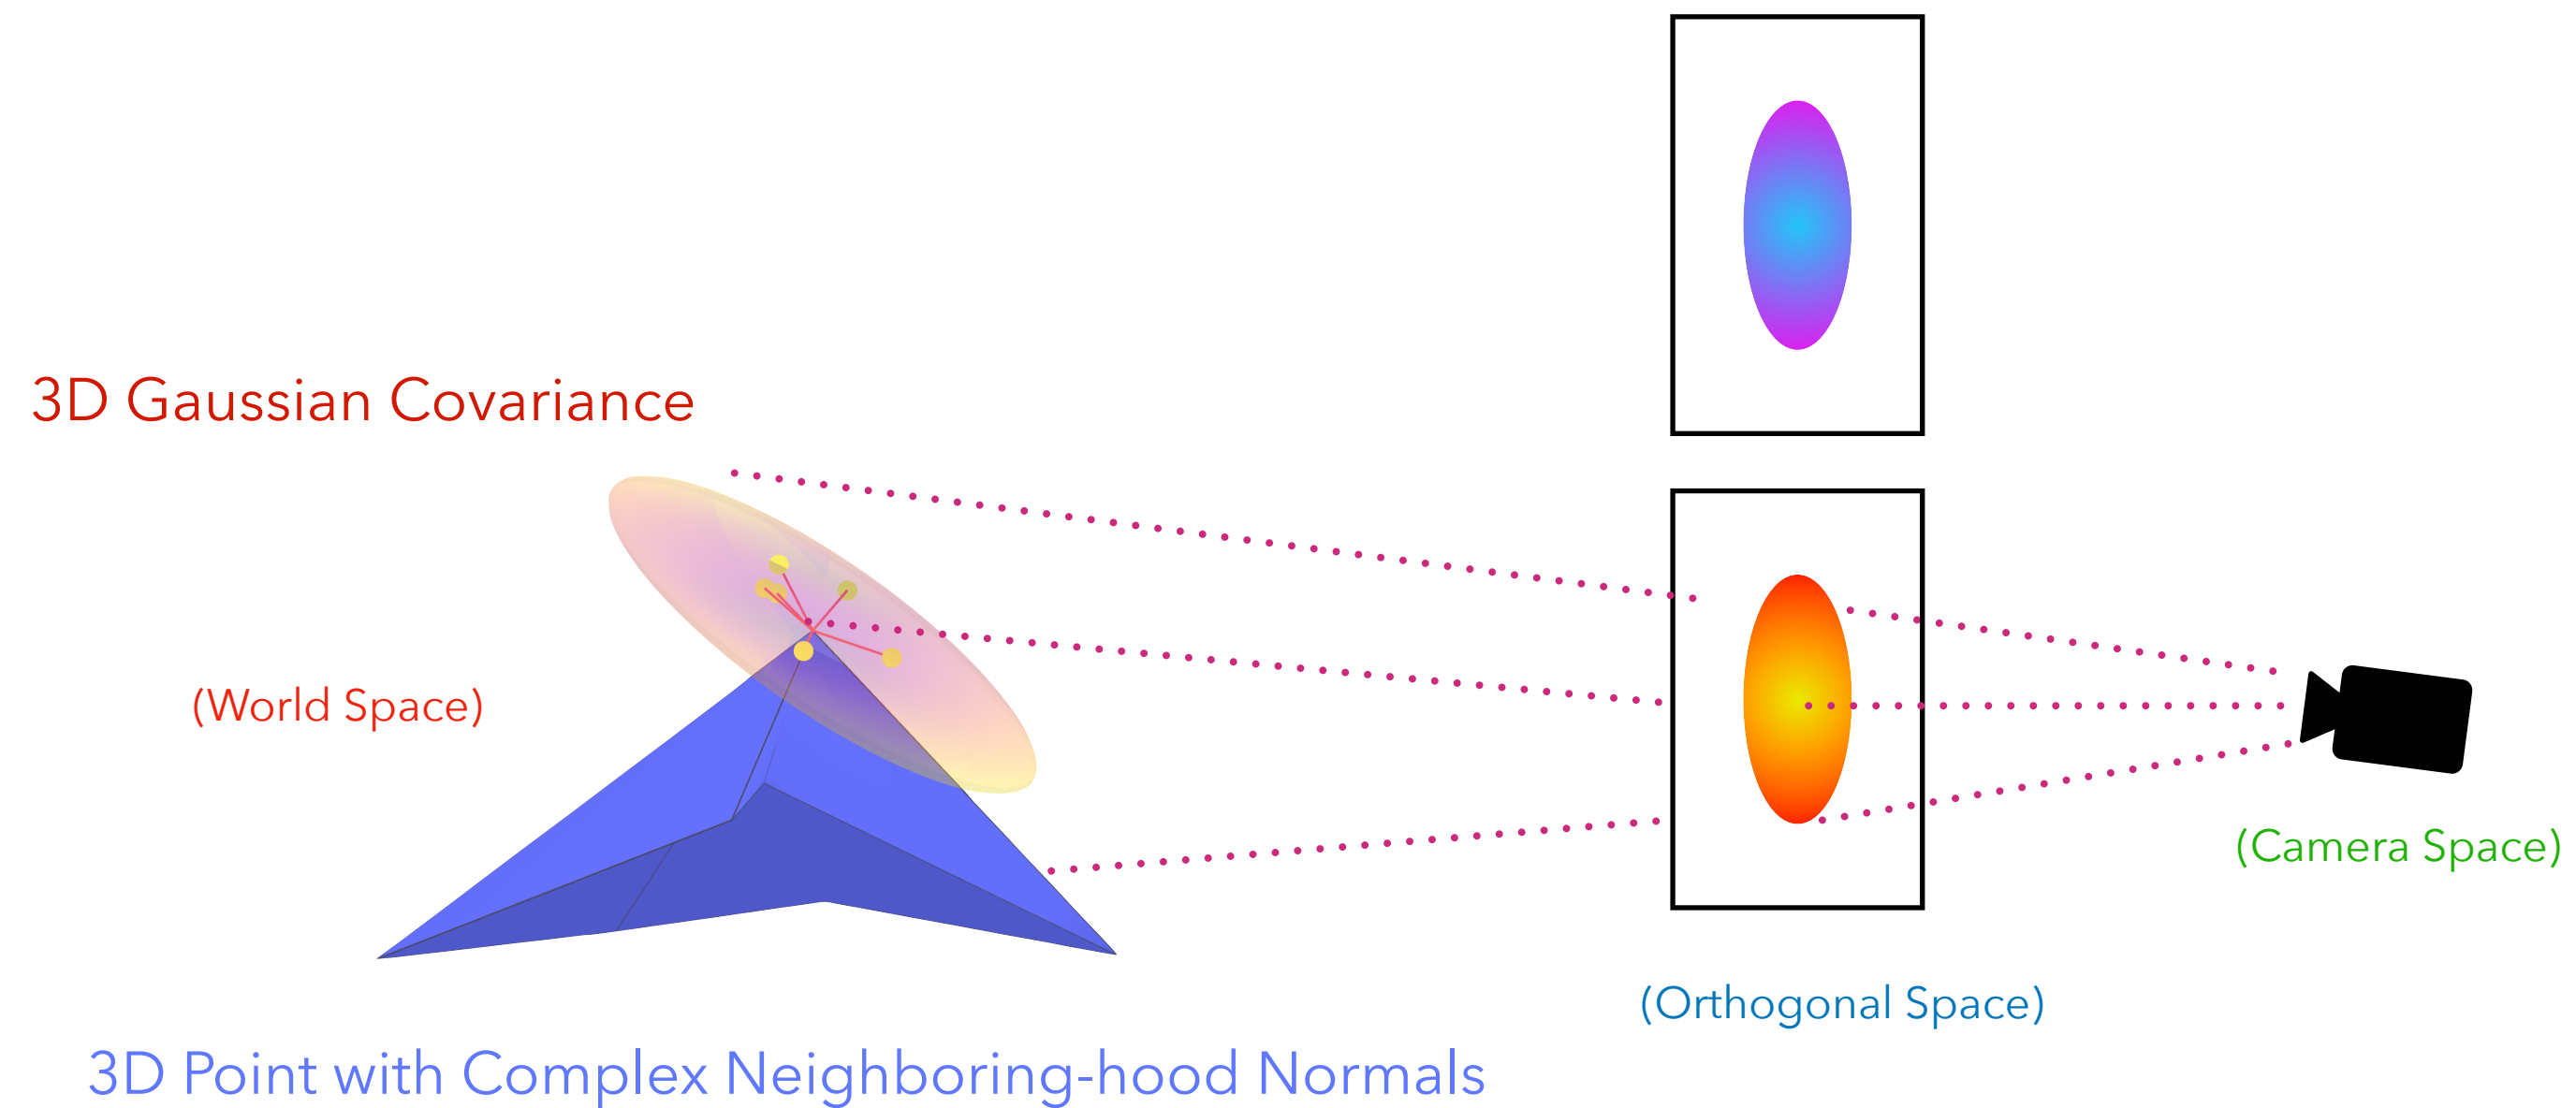 3D Gaussian Covariance
(World Space)
(Camera Space)
(Orthogonal Space)
3D Point with Complex Neighboring-hood Normals